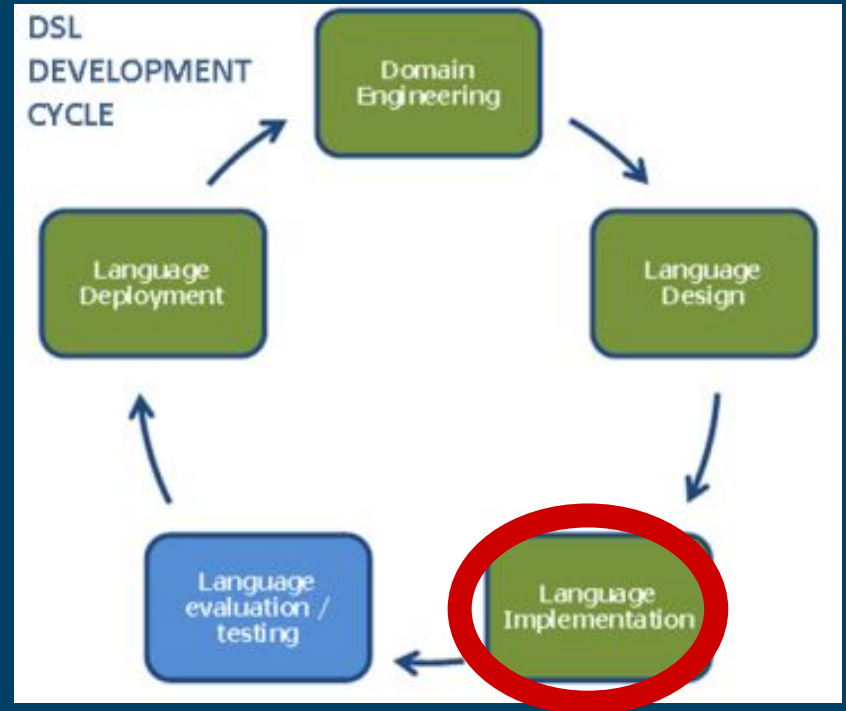 DSL
DEVELOPMENT
CYCLE
Domain
Engineering
Language
Design
Language
Implementation
Language
evaluation /
testing
Language
Deployment